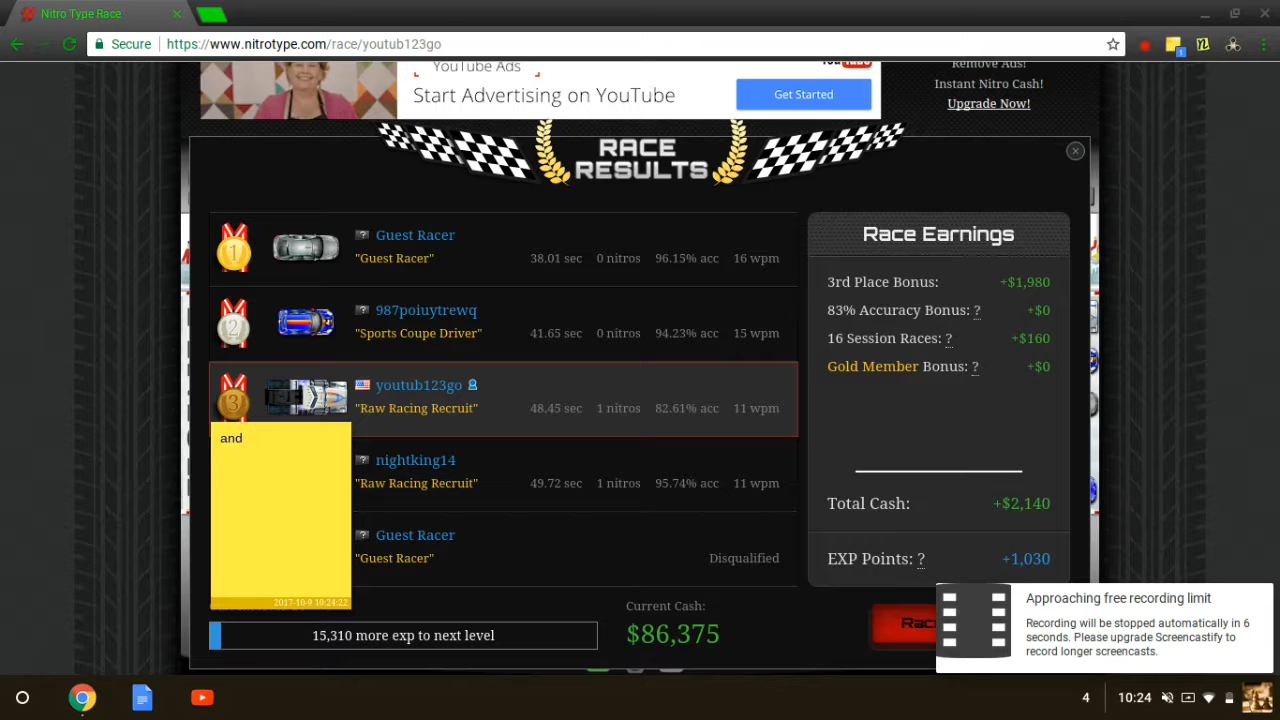 Nitro Type Race
Secure https://www.nitrotype.com/race/youtub123go
1
YouTube Ads
Start Advertising on YouTube
Get Started
Remove Ads!
Instant Nitro Cash!
Upgrade Now!
RACE
RESULTS
1 Guest Racer
"Guest Racer" 38.01 sec 0 nitros 96.15% acc 16 wpm
2 987poiuytrewq
"Sports Coupe Driver" 41.65 sec 0 nitros 94.23% acc 15 wpm
3 youtub123go
"Raw Racing Recruit" 48.45 sec 1 nitros 82.61% acc 11 wpm
nightking14
"Raw Racing Recruit" 49.72 sec 1 nitros 95.74% acc 11 wpm
Guest Racer
"Guest Racer" Disqualified
and
2017-10-9 10:24:22
15,310 more exp to next level
Current Cash:
$86,375
Race Earnings
3rd Place Bonus: +$1,980
83% Accuracy Bonus: ? +$0
16 Session Races: ? +$160
Gold Member Bonus: ? +$0
Total Cash: +$2,140
EXP Points: ? +1,030
Approaching free recording limit
Recording will be stopped automatically in 6
seconds. Please upgrade Screencastify to
record longer screencasts.
4 10:24